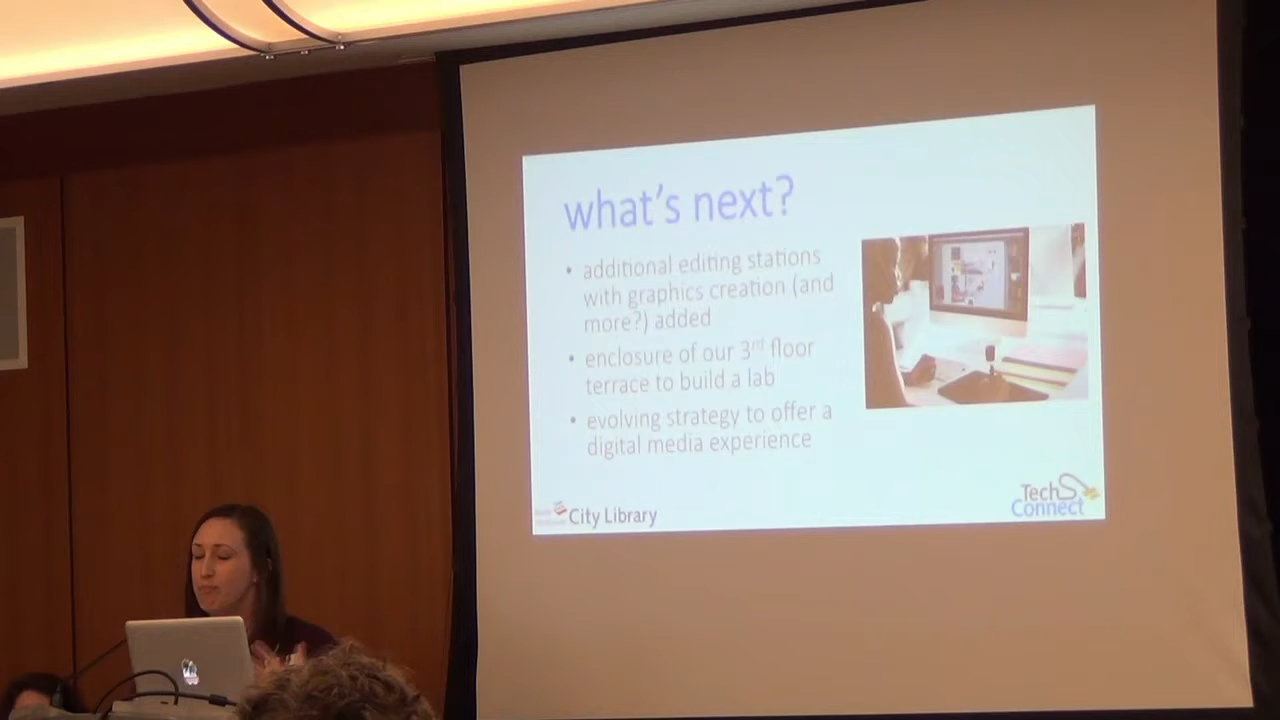 what's next?
• additional editing stations
with graphics creation (and
more?) added
• enclosure of our 3rd floor
terrace to build a lab
• evolving strategy to offer a
digital media experience
City Library
Tech
Connect